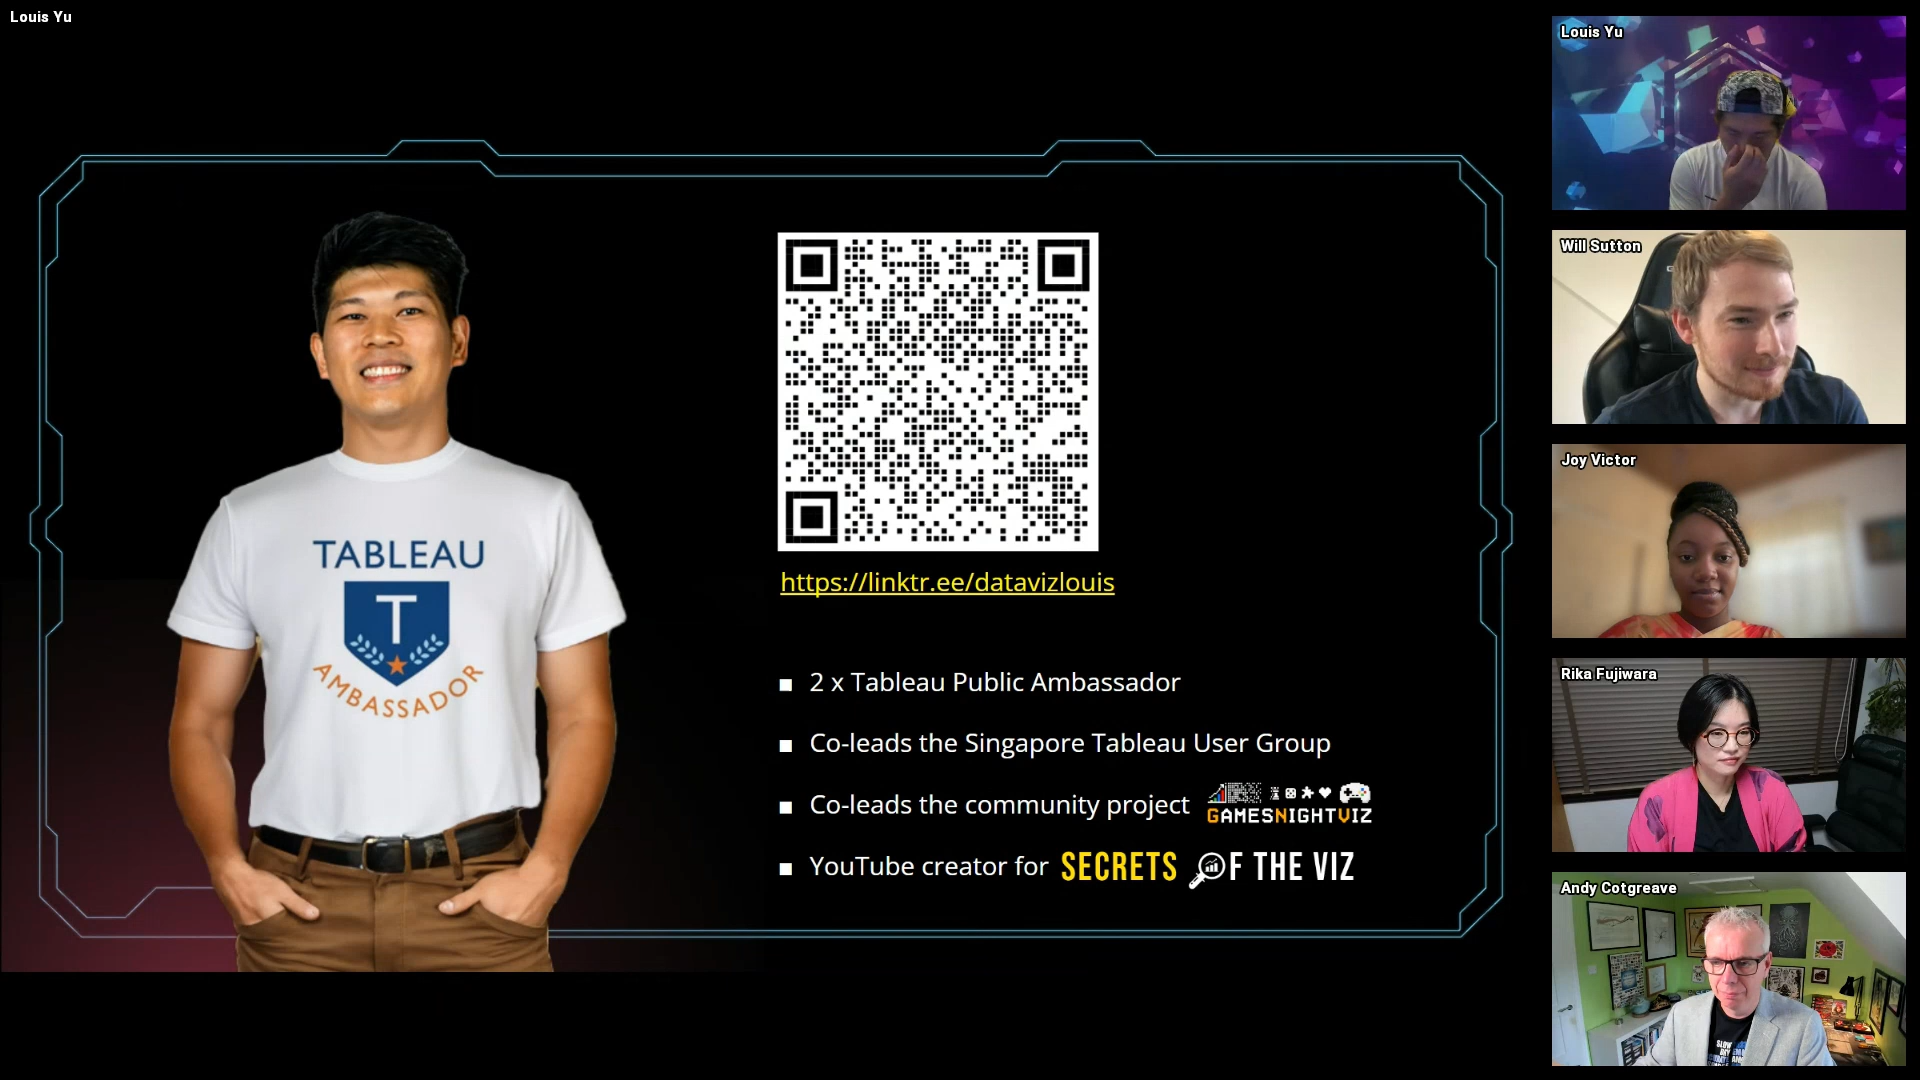 Louis Yu
TABLEAU
T
AMBASSADOR
https://linktr.ee/datavizlouis
2 x Tableau Public Ambassador
Co-leads the Singapore Tableau User Group
Co-leads the community project GAMESNIGHTVIZ
YouTube creator for SECRETS OF THE VIZ
Louis Yu
Will Sutton
Joy Victor
Rika Fujiwara
Andy Cotgreave